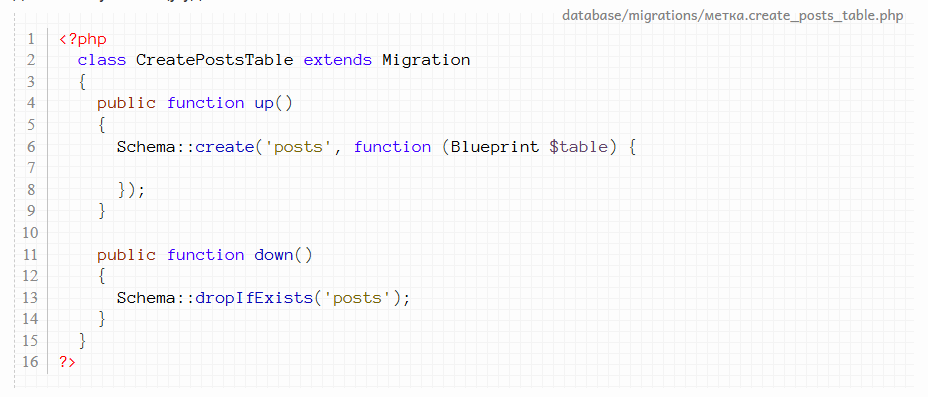 database/migrations/метка.create_posts_table.php
1 <?php
2 class CreatePostsTable extends Migration
3 {
4 public function up()
5 {
6 Schema::create('posts', function (Blueprint $table) {
7
8 });
9 }
10
11 public function down()
12 {
13 Schema::dropIfExists('posts');
14 }
15 }
16 ?>